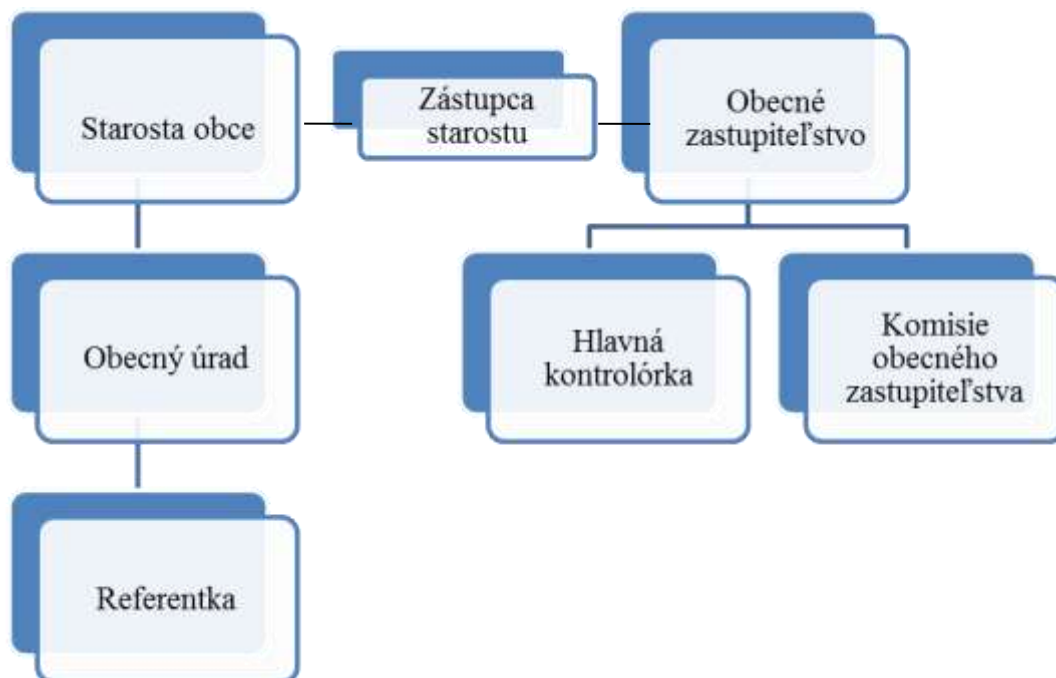 Starosta obce
Zástupca
starostu
Obecné
zastupiteľstvo
Obecný úrad
Hlavná
kontrolórka
Komisie
obecného
zastupiteľstva
Referentka